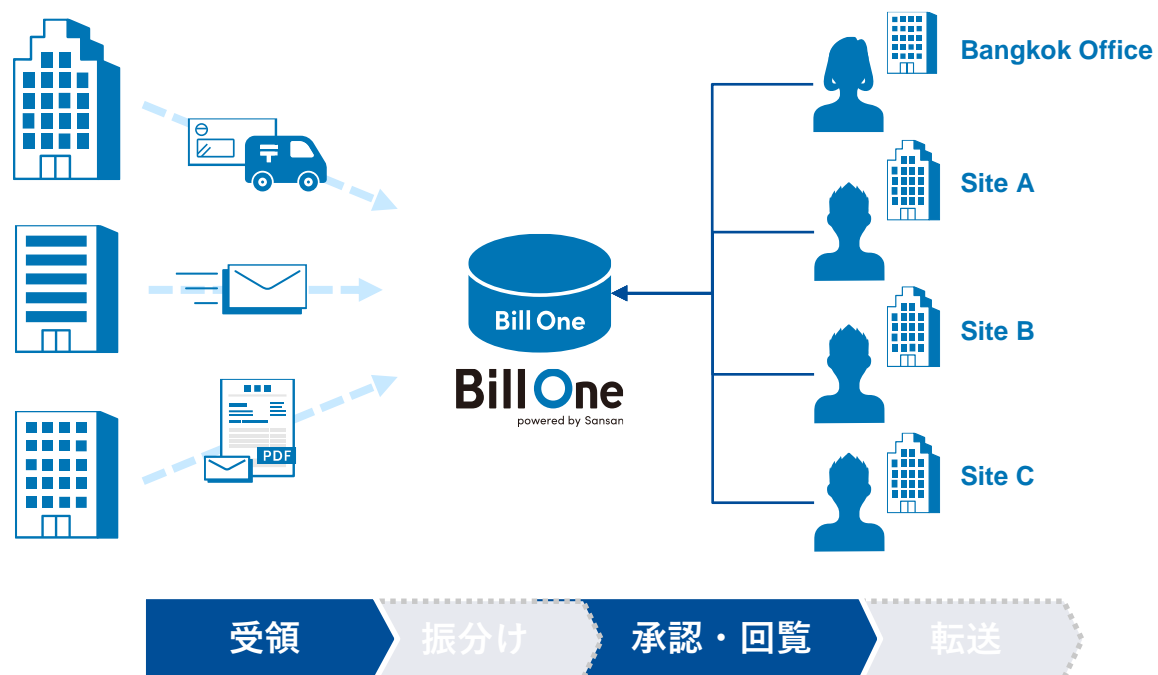 Bangkok Office
Site A
Bill One
Site B
Bill One
powered by Sansan
PDF
Site C
受領
振分け
承認・回覧
転送